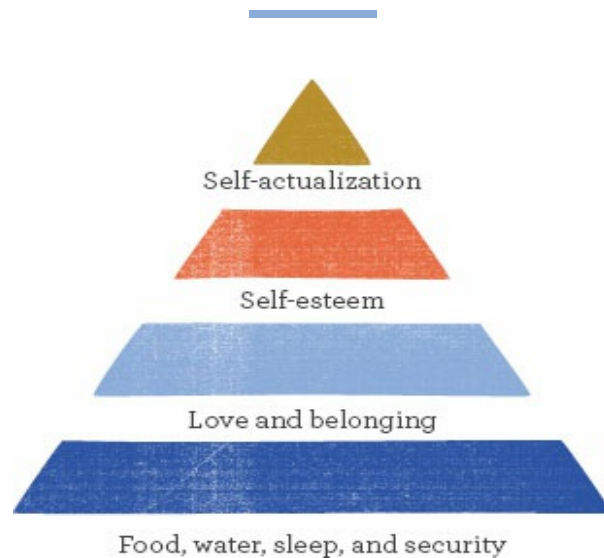 Self-actualization
Self-esteem
Love and belonging
Food, water, sleep, and security